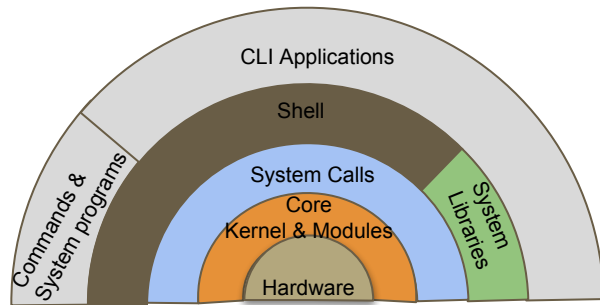 CLI Applications
Shell
Commands &
System programs
System Calls
System
Libraries
Core
Kernel & Modules
Hardware